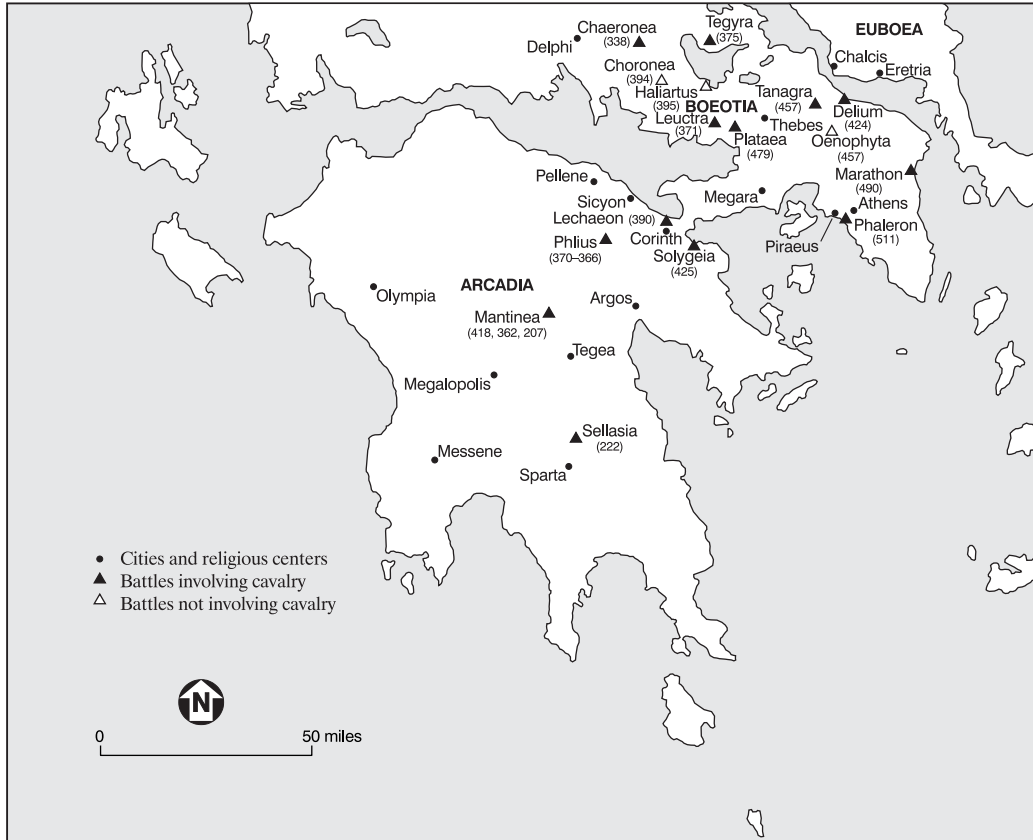 Chaeronea
(338)
Tegyra
(375)
EUBOEA
Delphi
Chalcis
Eretria
Choronea
(394)
Haliartus
(395)
BOEOTIA
Tanagra
(457)
Delium
(424)
Leuctra
(371)
Thebes
Plataea
(479)
Oenophyta
(457)
Marathon
(490)
Pellene
Megara
Sicyon
Athens
Lechaeon (390)
Phaleron
(511)
Corinth
Piraeus
Phlius
(370–366)
Solygeia
(425)
ARCADIA
Olympia
Argos
Mantinea
(418, 362, 207)
Tegea
Megalopolis
Sellasia
(222)
Messene
Sparta
Cities and religious centers
Battles involving cavalry
Battles not involving cavalry
N
0 50 miles